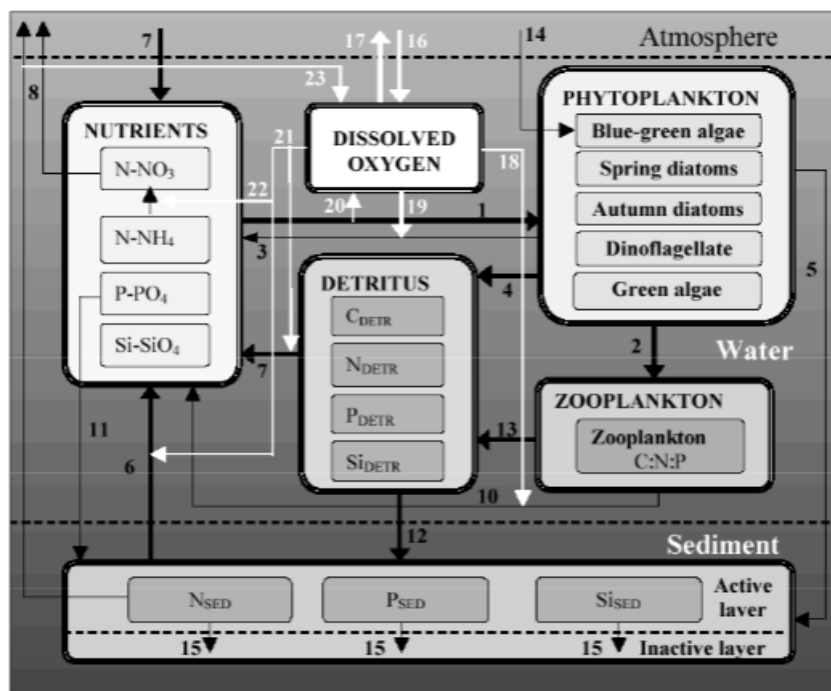 7
17
16
14
Atmosphere
8
23
PHYTOPLANKTON
NUTRIENTS
21
DISSOLVED
OXYGEN
18
Blue-green algae
N-NO3
Spring diatoms
22
20
19
1
Autumn diatoms
N-NH4
3
Dinoflagellate
5
DETRITUS
4
P-PO4
Green algae
CDETR
Si-SiO4
7
2
Water
NDETR
ZOOPLANKTON
11
PDETR
13
Zooplankton
C:N:P
6
SiDETR
10
12
Sediment
NSED
PSED
SiSED
Active
layer
15
15
15
Inactive layer